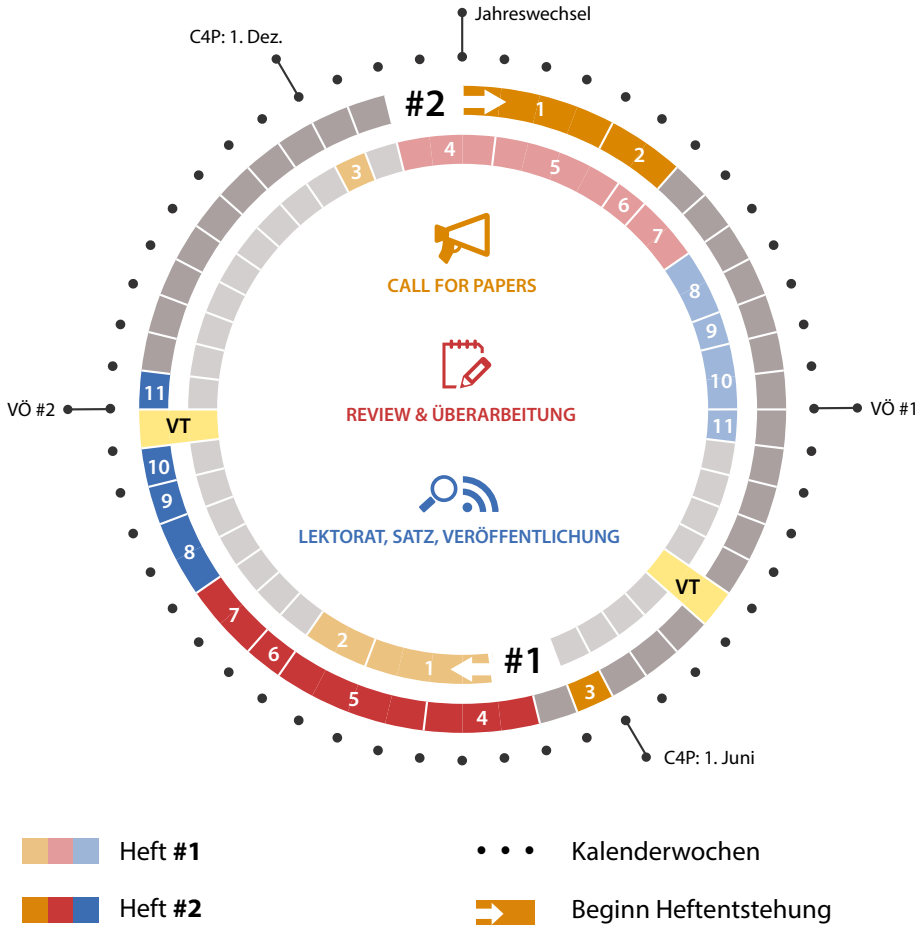 Jahreswechsel
C4P: 1. Dez.
#2
1
2
3
4
5
6
7
8
9
10
11
CALL FOR PAPERS
REVIEW & ÜBERARBEITUNG
LEKTORAT, SATZ, VERÖFFENTLICHUNG
VÖ #2
VÖ #1
11
VT
10
9
8
7
6
5
4
3
VT
2
1
#1
C4P: 1. Juni
Heft #1
Kalenderwochen
Heft #2
Beginn Heftentstehung